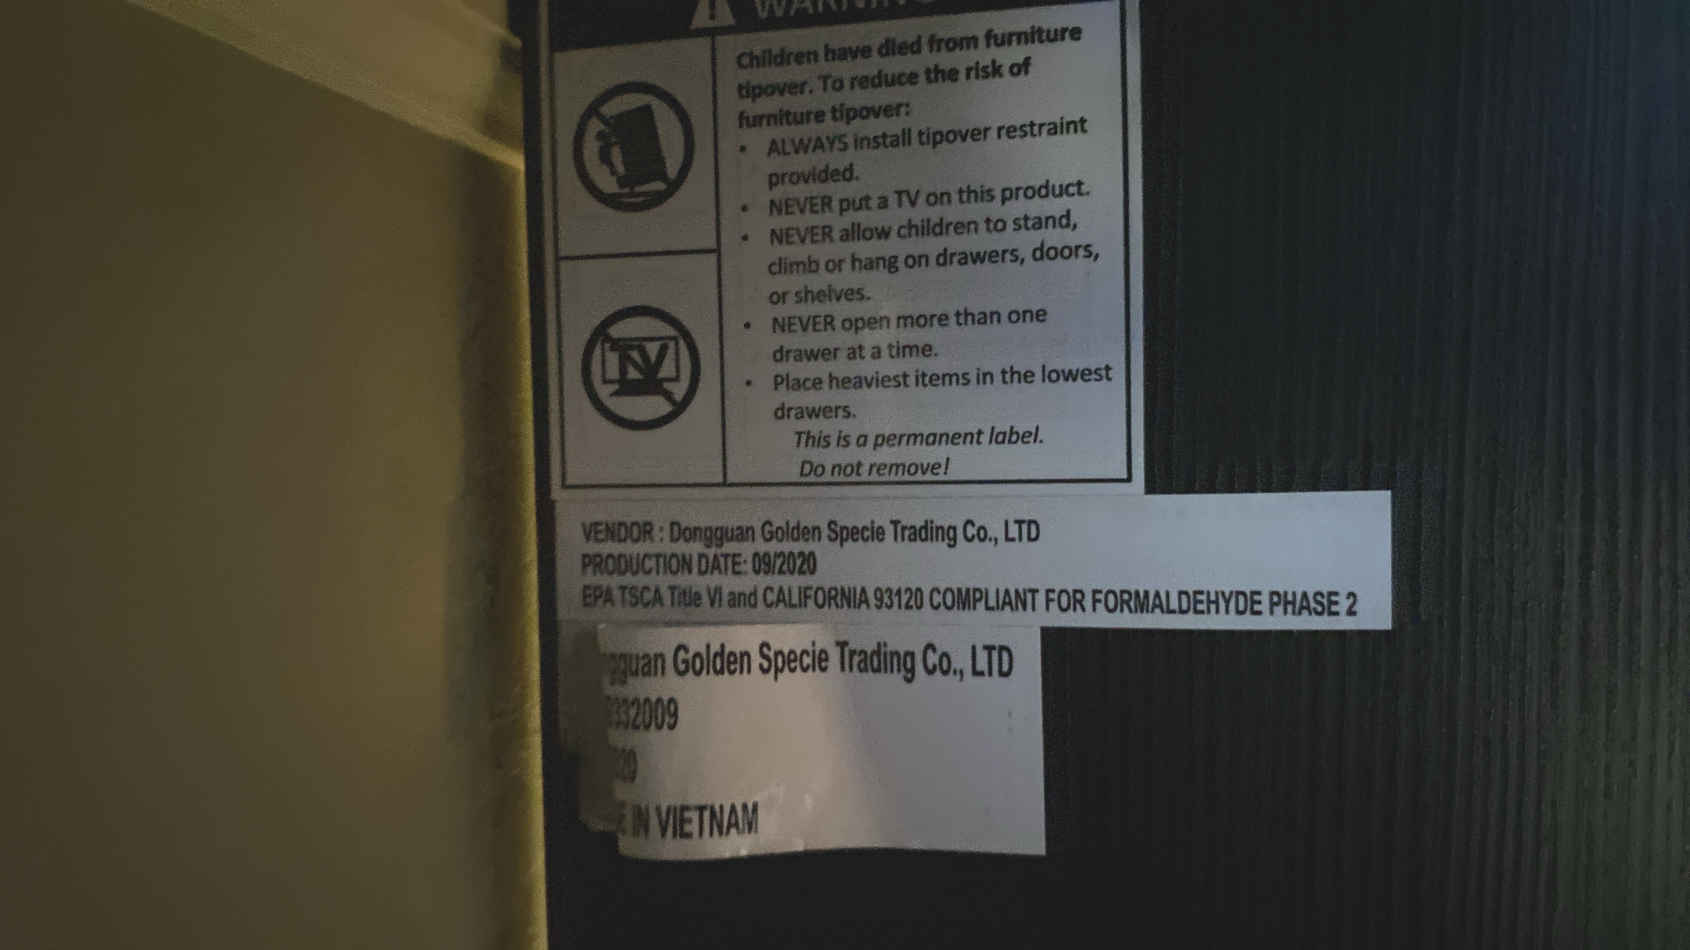 WARNING
Children have died from furniture
tipover. To reduce the risk of
furniture tipover:
• ALWAYS install tipover restraint
provided.
• NEVER put a TV on this product.
• NEVER allow children to stand,
climb or hang on drawers, doors,
or shelves.
• NEVER open more than one
drawer at a time.
• Place heaviest items in the lowest
drawers.
This is a permanent label.
Do not remove!
TV
VENDOR : Dongguan Golden Specie Trading Co., LTD
PRODUCTION DATE: 09/2020
EPA TSCA Title VI and CALIFORNIA 93120 COMPLIANT FOR FORMALDEHYDE PHASE 2
gguan Golden Specie Trading Co., LTD
332009
20
E IN VIETNAM